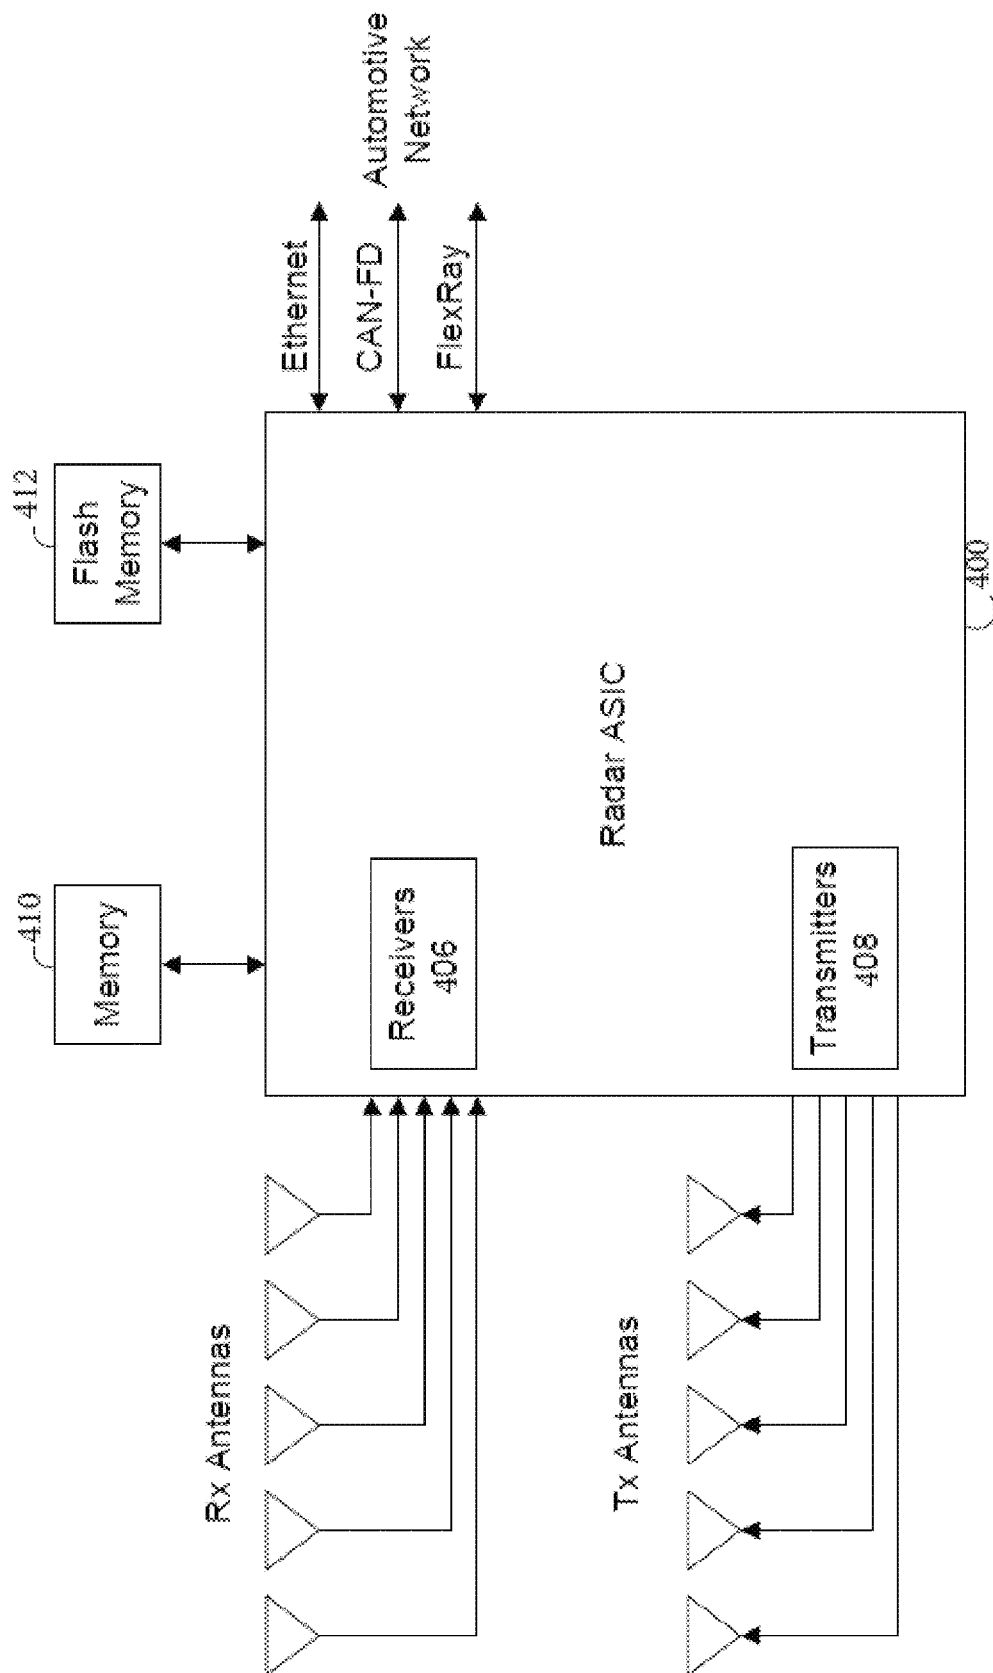 410
Memory
412
Flash
Memory
Rx Antennas
Receivers
406
Ethernet
CAN-FD
FlexRay
Automotive
Network
Radar ASIC
Tx Antennas
Transmitters
408
400